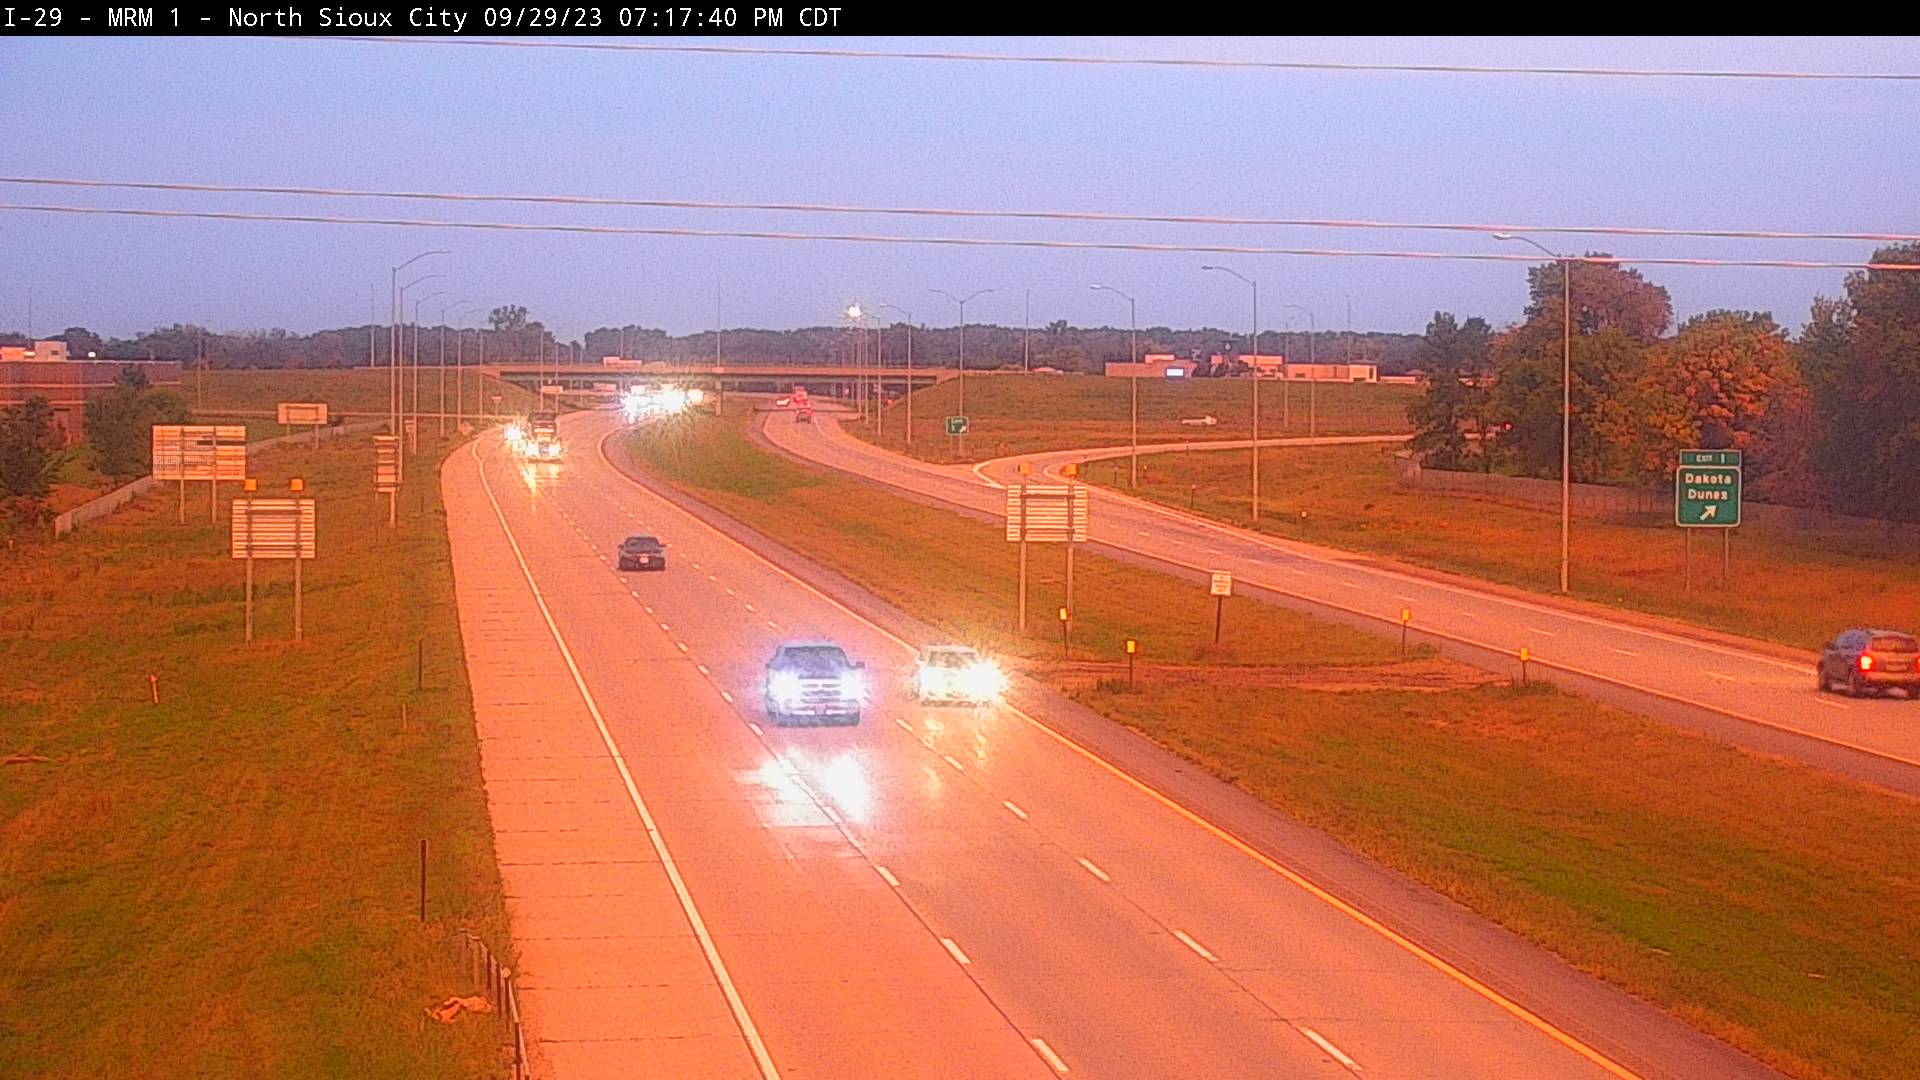 I-29 - MRM 1 - North Sioux City 09/29/23 07:17:40 PM CDT
EXIT 1
Dakota
Dunes